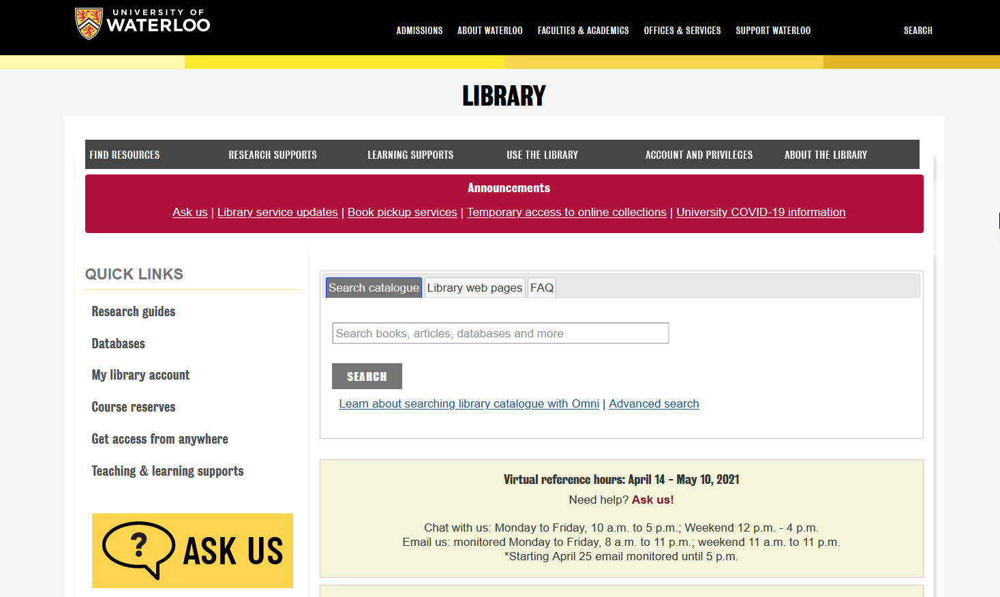 UNIVERSITY OF
WATERLOO
ADMISSIONS ABOUT WATERLOO FACULTIES & ACADEMICS OFFICES & SERVICES SUPPORT WATERLOO SEARCH
LIBRARY
FIND RESOURCES RESEARCH SUPPORTS LEARNING SUPPORTS USE THE LIBRARY ACCOUNT AND PRIVILEGES ABOUT THE LIBRARY
Announcements
Ask us | Library service updates | Book pickup services | Temporary access to online collections | University COVID-19 information
QUICK LINKS
Research guides
Databases
My library account
Course reserves
Get access from anywhere
Teaching & learning supports
? ASK US
Search catalogue Library web pages FAQ
Search books, articles, databases and more
SEARCH
Learn about searching library catalogue with Omni | Advanced search
Virtual reference hours: April 14 - May 10, 2021
Need help? Ask us!
Chat with us: Monday to Friday, 10 a.m. to 5 p.m.; Weekend 12 p.m. - 4 p.m.
Email us: monitored Monday to Friday, 8 a.m. to 11 p.m.; weekend 11 a.m. to 11 p.m.
*Starting April 25 email monitored until 5 p.m.